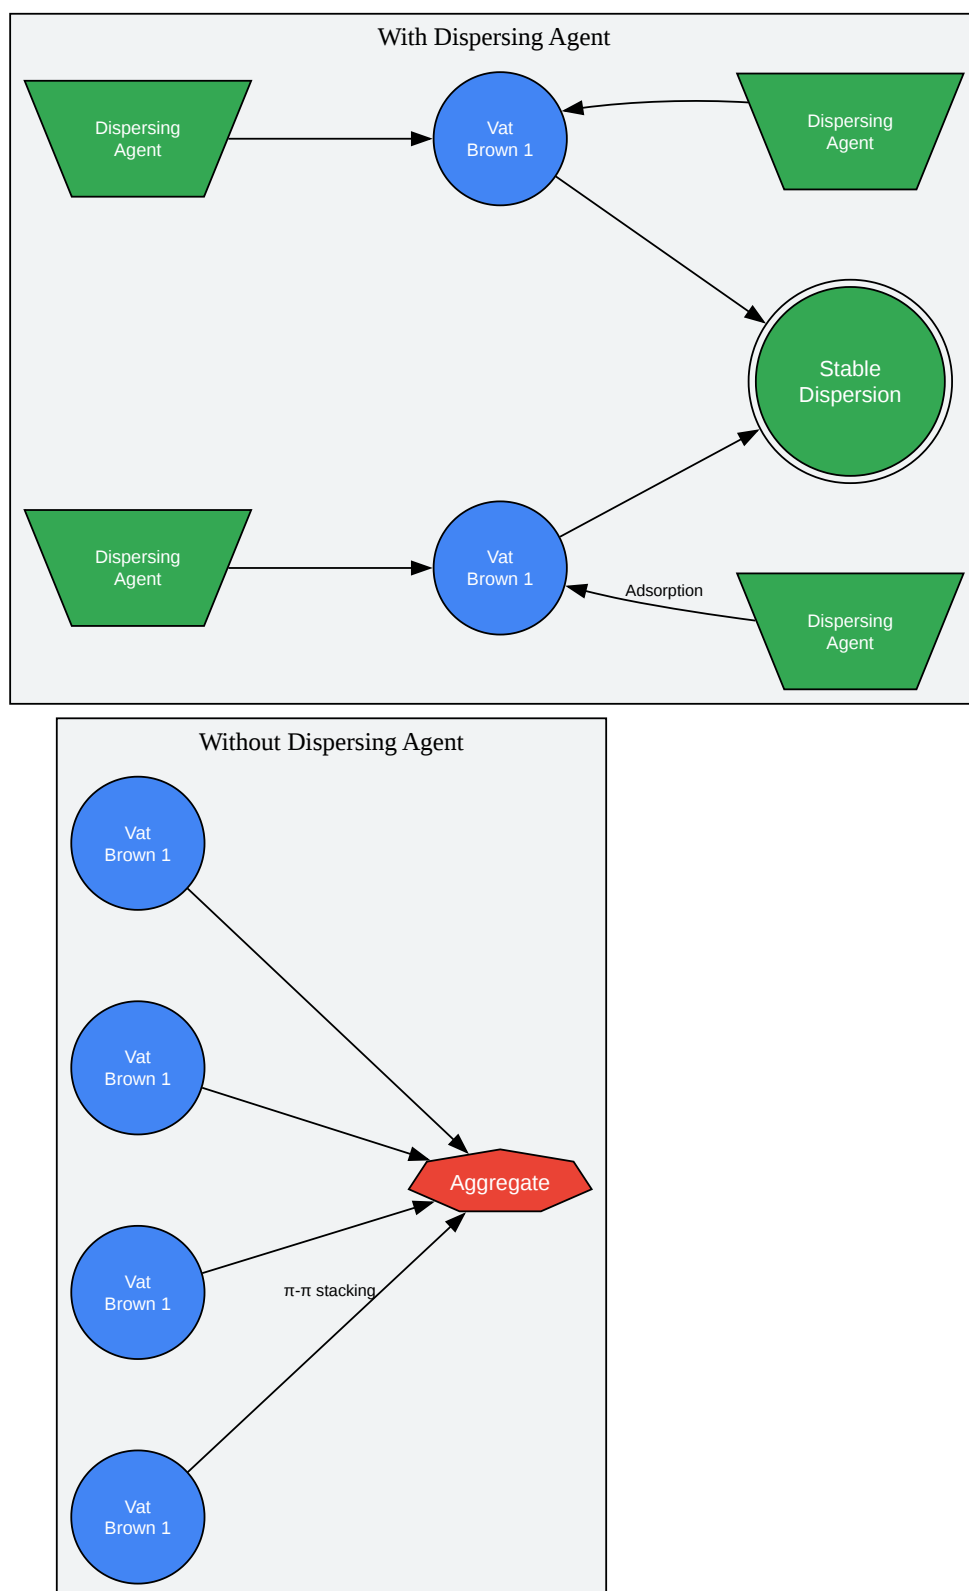 With Dispersing Agent
Dispersing
Agent
Vat
Brown 1
Dispersing
Agent
Stable
Dispersion
Dispersing
Agent
Vat
Brown 1
Adsorption
Dispersing
Agent
Without Dispersing Agent
Vat
Brown 1
Vat
Brown 1
Aggregate
Vat
Brown 1
π-π stacking
Vat
Brown 1